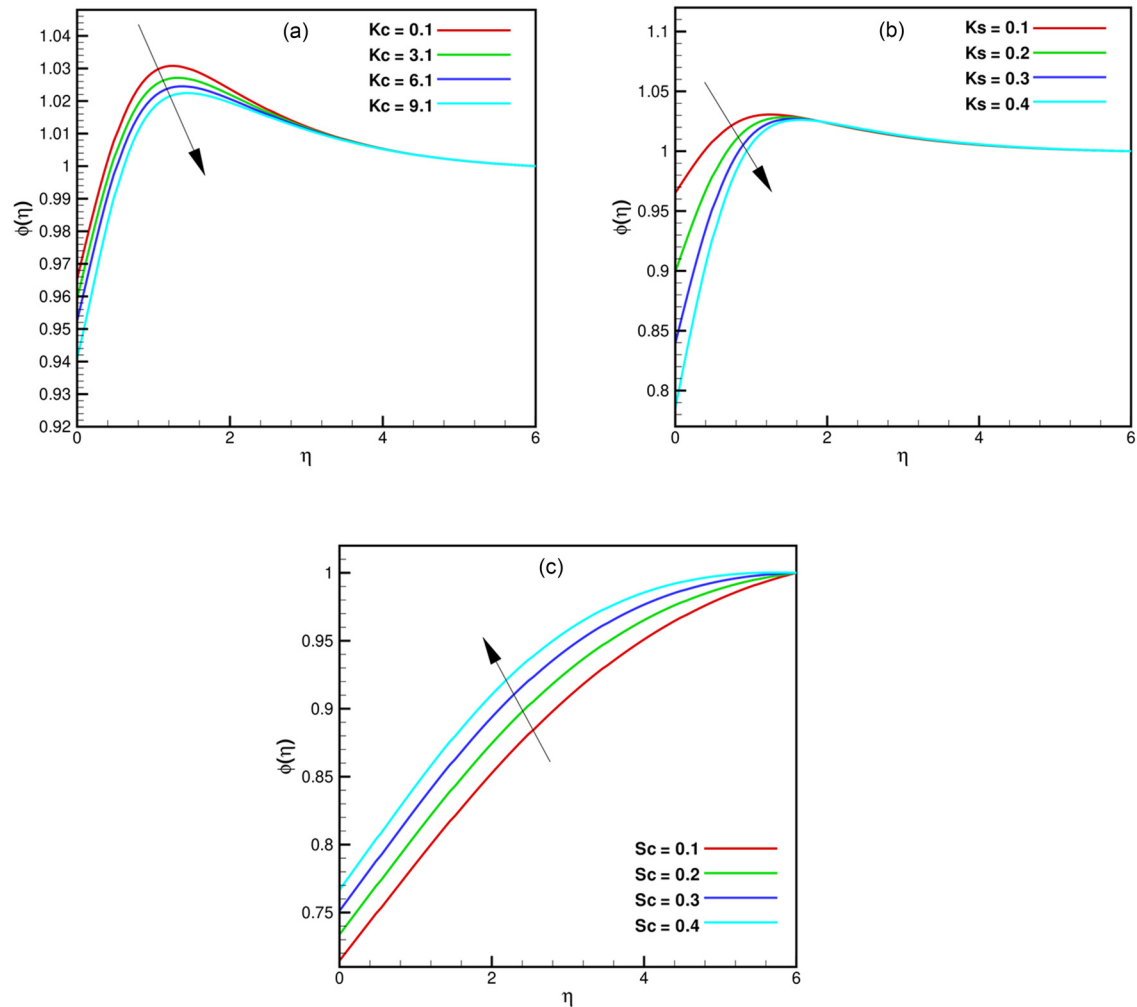 (a)
Kc = 0.1
Kc = 3.1
Kc = 6.1
Kc = 9.1
1.04
1.03
1.02
1.01
1
0.99
0.98
0.97
0.96
0.95
0.94
0.93
0.92
ϕ(η)
0 2 4 6
η
(b)
Ks = 0.1
Ks = 0.2
Ks = 0.3
Ks = 0.4
1.1
1.05
1
0.95
0.9
0.85
0.8
ϕ(η)
0 2 4 6
η
(c)
1
0.95
0.9
0.85
0.8
0.75
ϕ(η)
Sc = 0.1
Sc = 0.2
Sc = 0.3
Sc = 0.4
0 2 4 6
η